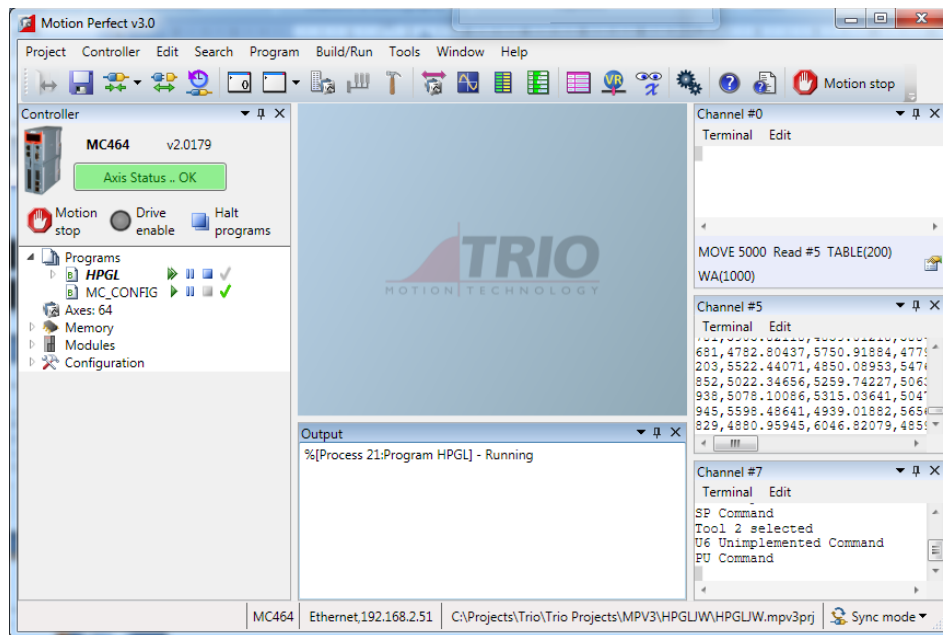 Motion Perfect v3.0
Project Controller Edit Search Program Build/Run Tools Window Help
Motion stop
Controller
MC464 v2.0179
Axis Status .. OK
Motion stop
Drive enable
Halt programs
Programs
HPGL
MC_CONFIG
Axes: 64
Memory
Modules
Configuration
TRIO
MOTION TECHNOLOGY
Output
%[Process 21:Program HPGL] - Running
Channel #0
Terminal Edit
MOVE 5000 Read #5 TABLE(200)
WA(1000)
Channel #5
Terminal Edit
681,4782.80437,5750.91884,477
203,5522.44071,4850.08953,547
852,5022.34656,5259.74227,506
938,5078.10086,5315.03641,504
945,5598.48641,4939.01882,565
829,4880.95945,6046.82079,485
Channel #7
Terminal Edit
SP Command
Tool 2 selected
U6 Unimplemented Command
PU Command
MC464 Ethernet,192.168.2.51 C:\Projects\Trio\Trio Projects\MPV3\HPGLJW\HPGLJW.mpv3prj Sync mode